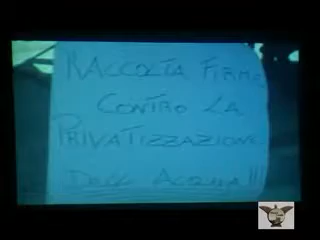 RACCOLTA FIRME
CONTRO LA
PRIVATIZZAZIONE
DELL' ACQUA!!!